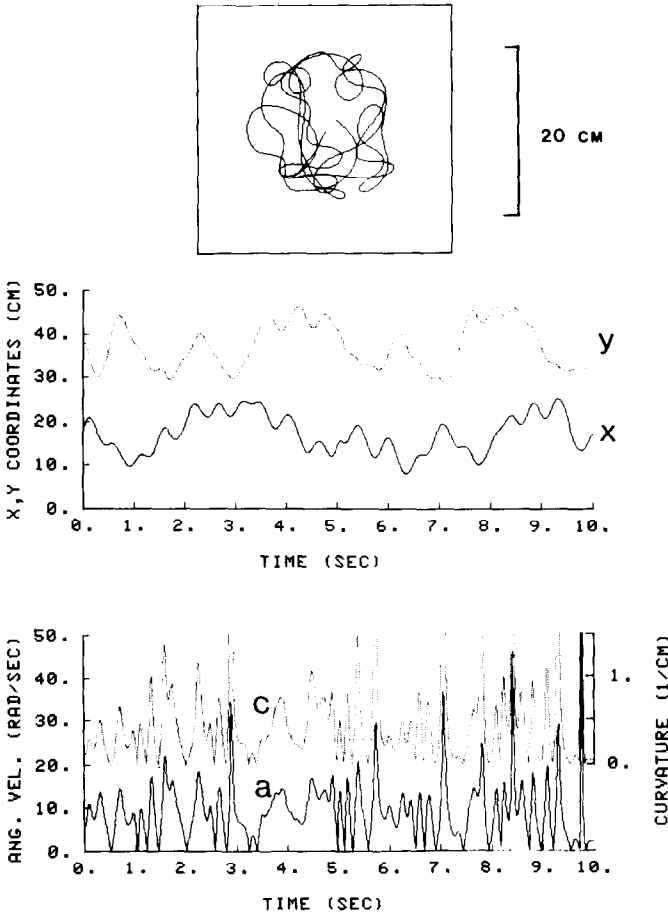 20 CM
X,Y COORDINATES (CM)
50.
40.
30.
20.
10.
0.
y
x
0. 1. 2. 3. 4. 5. 6. 7. 8. 9. 10.
TIME (SEC)
ANG. VEL. (RAD/SEC)
50.
40.
30.
20.
10.
0.
c
a
1.
0.
CURVATURE (1/CM)
0. 1. 2. 3. 4. 5. 6. 7. 8. 9. 10.
TIME (SEC)